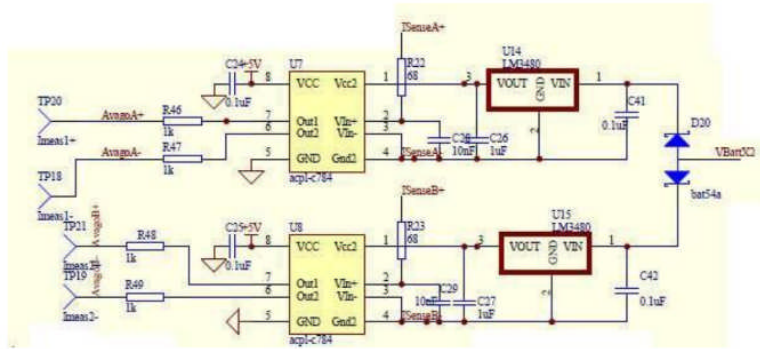 ISenseA+
U14
C24 +5V U7 R22 LM3480
8 VCC Vcc2 1 68 3 VOUT GND VIN 1
TP20 0.1uF C41
AvagoA+ R46 7 Out1 VIn+ 2 0.1uF D20
Imeas1+ 1k 6 Out2 VIn- 3 C28 C26 2
AvagoA- R47 10nF 1uF VBattX2
TP18 1k 5 GND Gnd2 4 ISenseA-
acpl-c784 bat54a
Imeas1- ISenseB+
TP21 AvagoB+ U15
R48 C25 +5V U8 R23 LM3480
8 VCC Vcc2 1 68 3 VOUT GND VIN 1
1k 0.1uF
TP19 7 Out1 VIn+ 2 C42
R49 6 Out2 VIn- 3 C29 C27 2 0.1uF
Imeas2- 1k 10nF 1uF
5 GND Gnd2 4 ISenseB-
acpl-c784